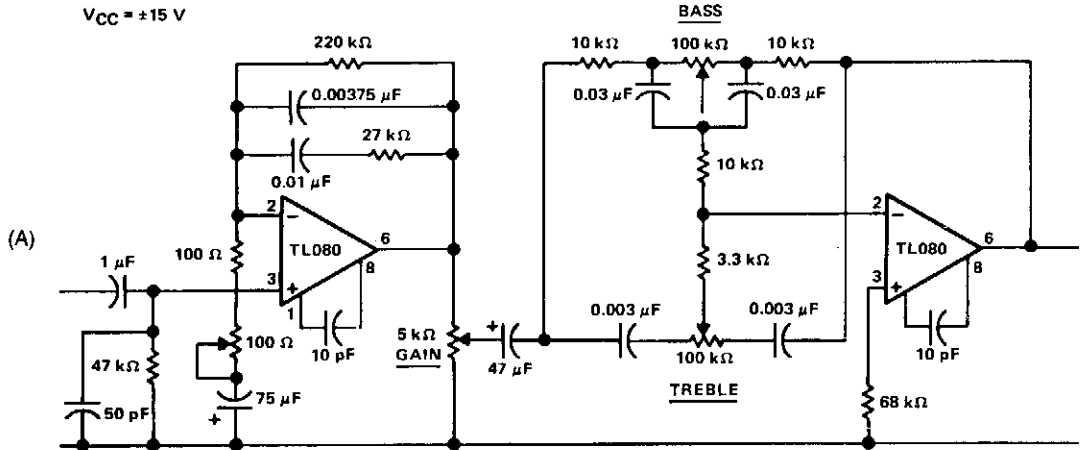 V_CC = ±15 V
BASS
220 kΩ
10 kΩ
100 kΩ
10 kΩ
0.00375 μF
0.03 μF
0.03 μF
27 kΩ
0.01 μF
10 kΩ
2
−
6
TL080
8
3
+
1
(A)
100 Ω
1 μF
2
−
6
TL080
8
3
+
3.3 kΩ
0.003 μF
0.003 μF
10 pF
100 Ω
5 kΩ
GAIN
+
47 μF
100 kΩ
TREBLE
10 pF
47 kΩ
50 pF
75 μF
+
68 kΩ